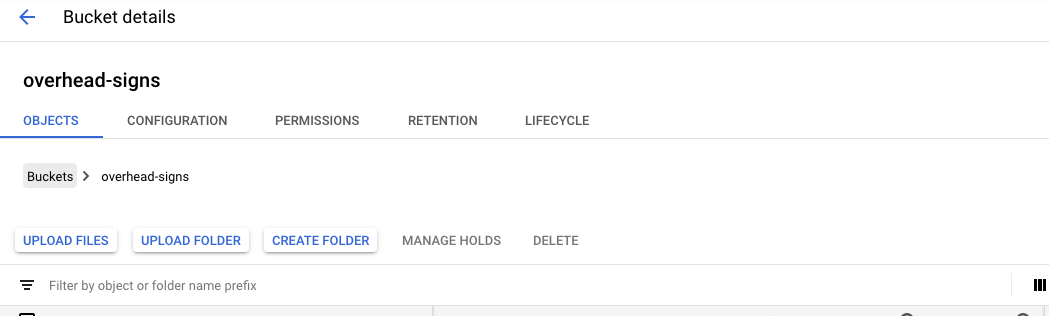 Bucket details
overhead-signs
OBJECTS CONFIGURATION PERMISSIONS RETENTION LIFECYCLE
Buckets overhead-signs
UPLOAD FILES UPLOAD FOLDER CREATE FOLDER MANAGE HOLDS DELETE
Filter by object or folder name prefix